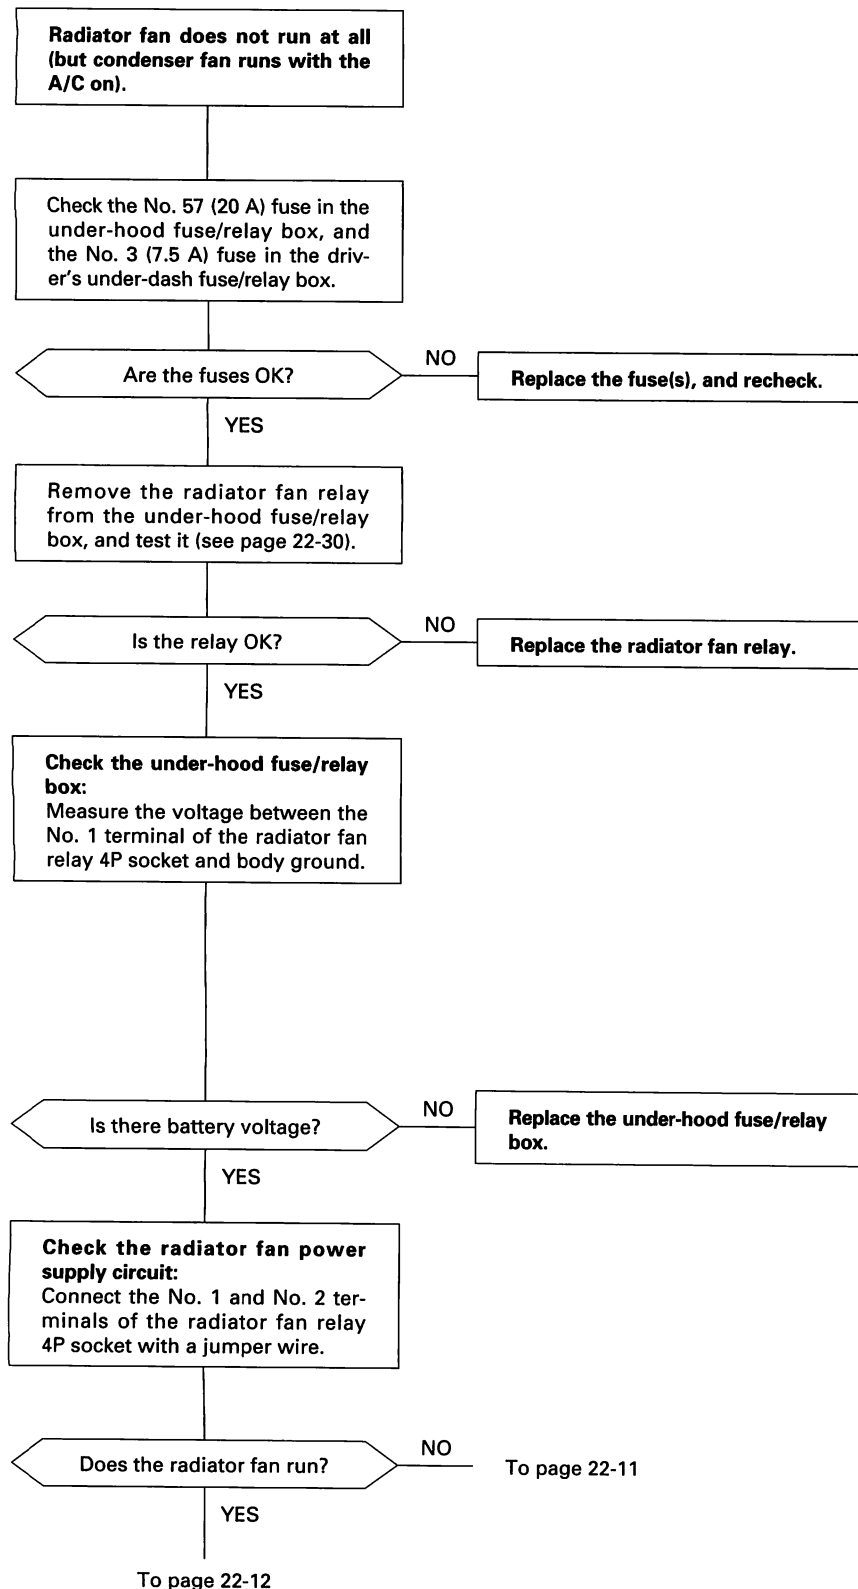 Radiator fan does not run at all
(but condenser fan runs with the
A/C on).
Check the No. 57 (20 A) fuse in the
under-hood fuse/relay box, and
the No. 3 (7.5 A) fuse in the driv-
er's under-dash fuse/relay box.
Are the fuses OK?
NO
Replace the fuse(s), and recheck.
YES
Remove the radiator fan relay
from the under-hood fuse/relay
box, and test it (see page 22-30).
Is the relay OK?
NO
Replace the radiator fan relay.
YES
Check the under-hood fuse/relay
box:
Measure the voltage between the
No. 1 terminal of the radiator fan
relay 4P socket and body ground.
Is there battery voltage?
NO
Replace the under-hood fuse/relay
box.
YES
Check the radiator fan power
supply circuit:
Connect the No. 1 and No. 2 ter-
minals of the radiator fan relay
4P socket with a jumper wire.
Does the radiator fan run?
NO
To page 22-11
YES
To page 22-12